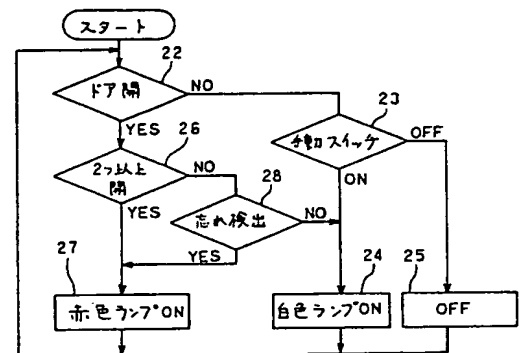 スタート
22
ドア開
NO
23
YES
26
手動スイッチ
OFF
2つ以上
開
NO
28
ON
YES
忘れ検出
NO
YES
27
24
25
赤色ランプON
白色ランプON
OFF